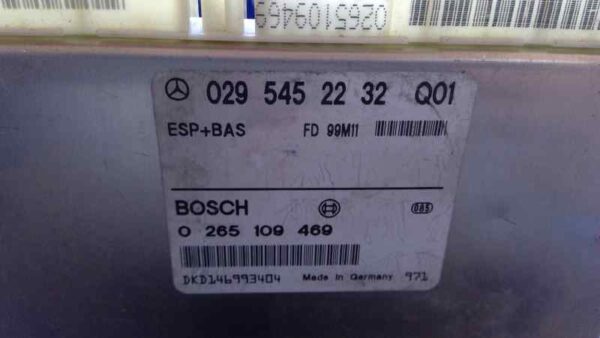 0265109469
029 545 22 32 Q01
ESP+BAS FD 99M11
BOSCH 085
0 265 109 469
DKD146993404 Made in Germany 971